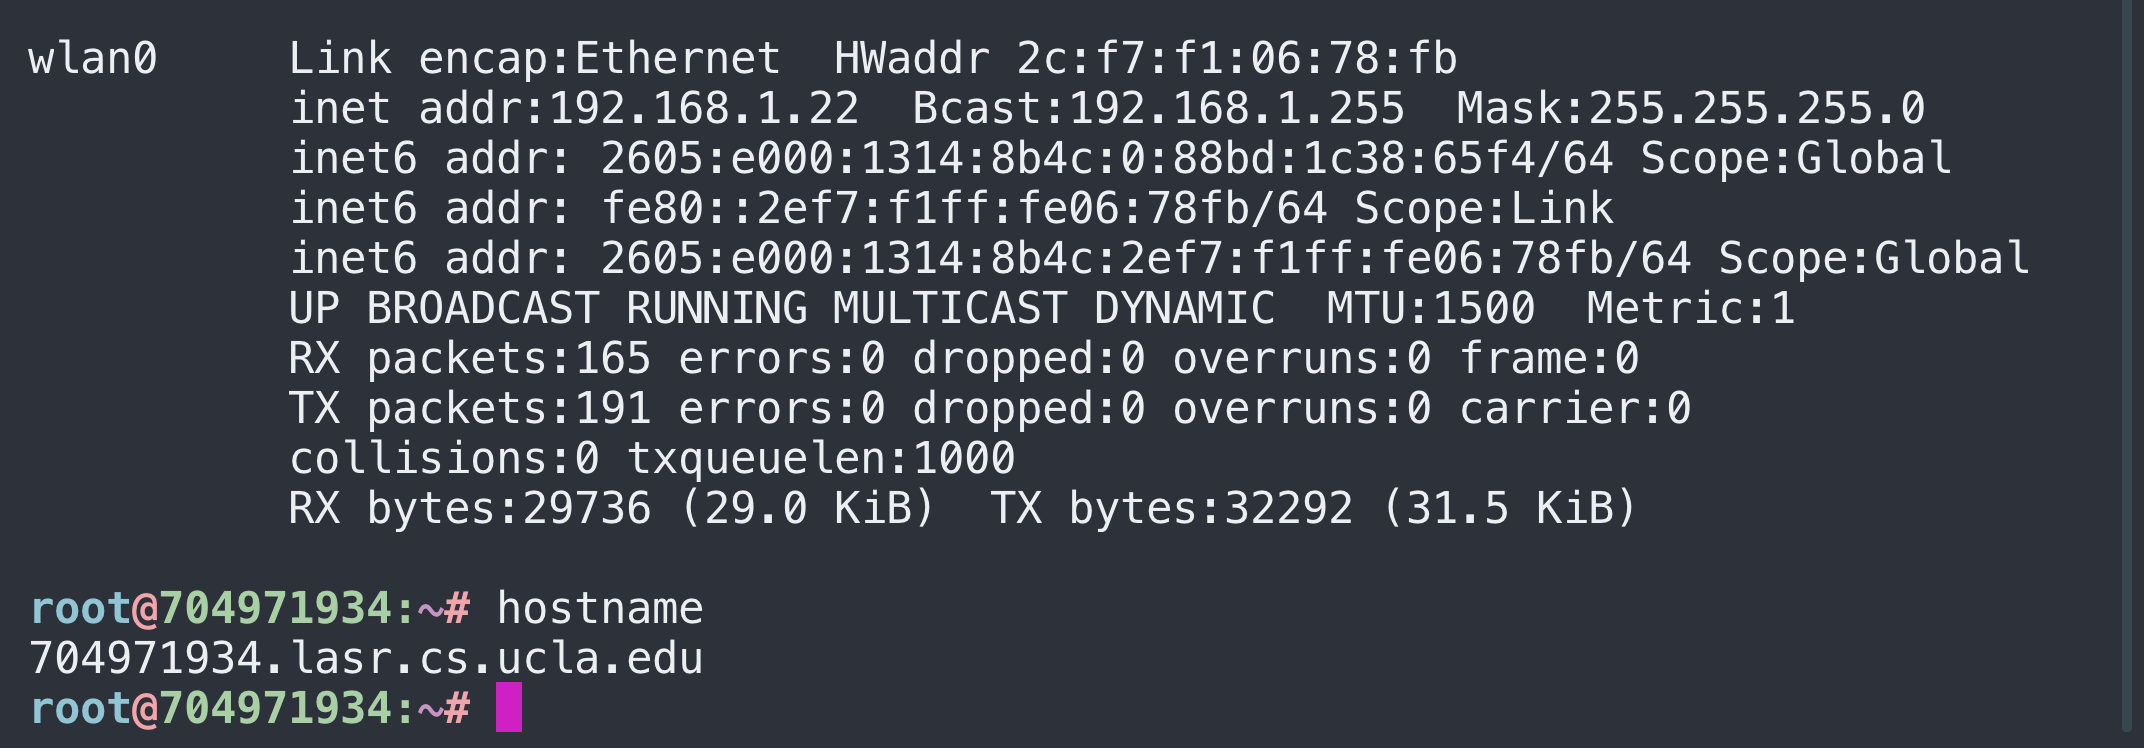 wlan0     Link encap:Ethernet  HWaddr 2c:f7:f1:06:78:fb
          inet addr:192.168.1.22  Bcast:192.168.1.255  Mask:255.255.255.0
          inet6 addr: 2605:e000:1314:8b4c:0:88bd:1c38:65f4/64 Scope:Global
          inet6 addr: fe80::2ef7:f1ff:fe06:78fb/64 Scope:Link
          inet6 addr: 2605:e000:1314:8b4c:2ef7:f1ff:fe06:78fb/64 Scope:Global
          UP BROADCAST RUNNING MULTICAST DYNAMIC  MTU:1500  Metric:1
          RX packets:165 errors:0 dropped:0 overruns:0 frame:0
          TX packets:191 errors:0 dropped:0 overruns:0 carrier:0
          collisions:0 txqueuelen:1000
          RX bytes:29736 (29.0 KiB)  TX bytes:32292 (31.5 KiB)
root@704971934:~# hostname
704971934.lasr.cs.ucla.edu
root@704971934:~#